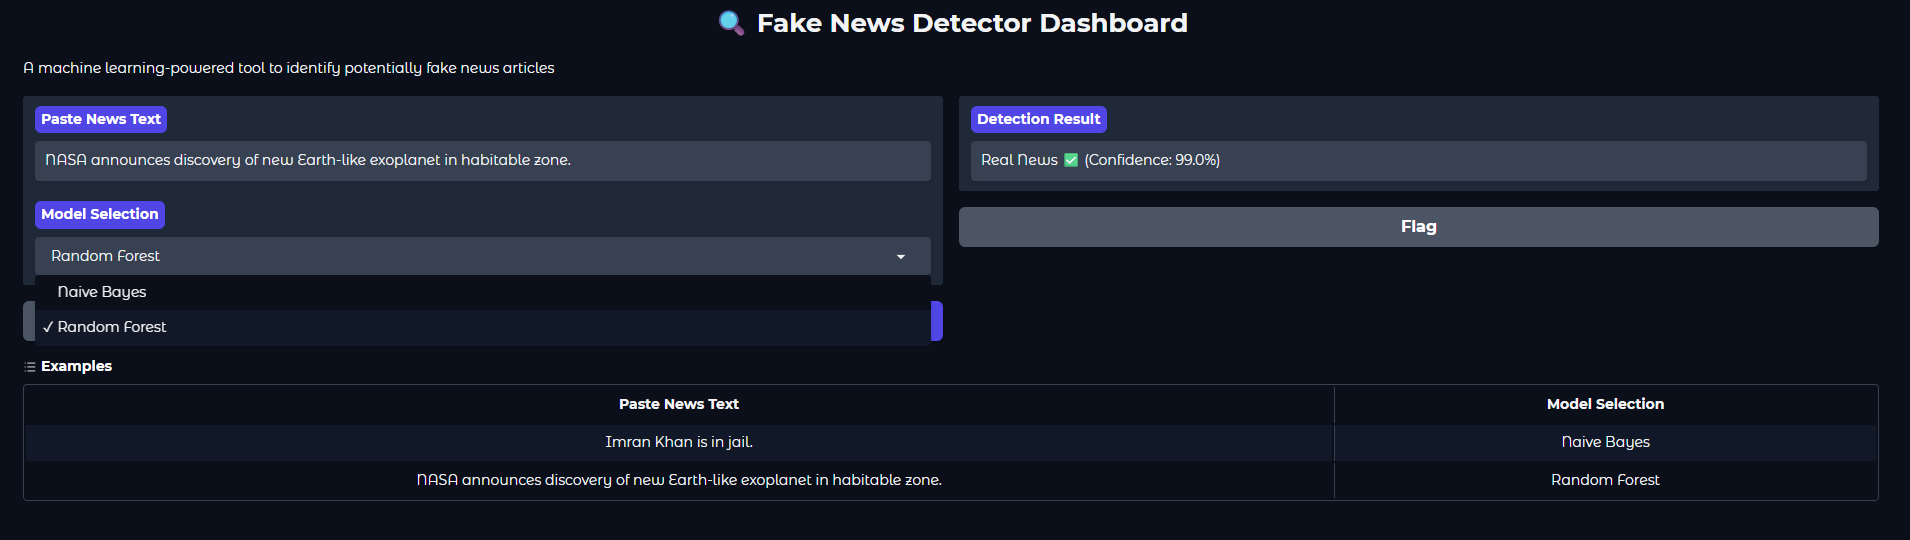 🔍 Fake News Detector Dashboard
A machine learning-powered tool to identify potentially fake news articles
Paste News Text
NASA announces discovery of new Earth-like exoplanet in habitable zone.
Model Selection
Random Forest
Naive Bayes
✓ Random Forest
Detection Result
Real News ✅ (Confidence: 99.0%)
Flag
Examples
Paste News Text Model Selection
Imran Khan is in jail. Naive Bayes
NASA announces discovery of new Earth-like exoplanet in habitable zone. Random Forest